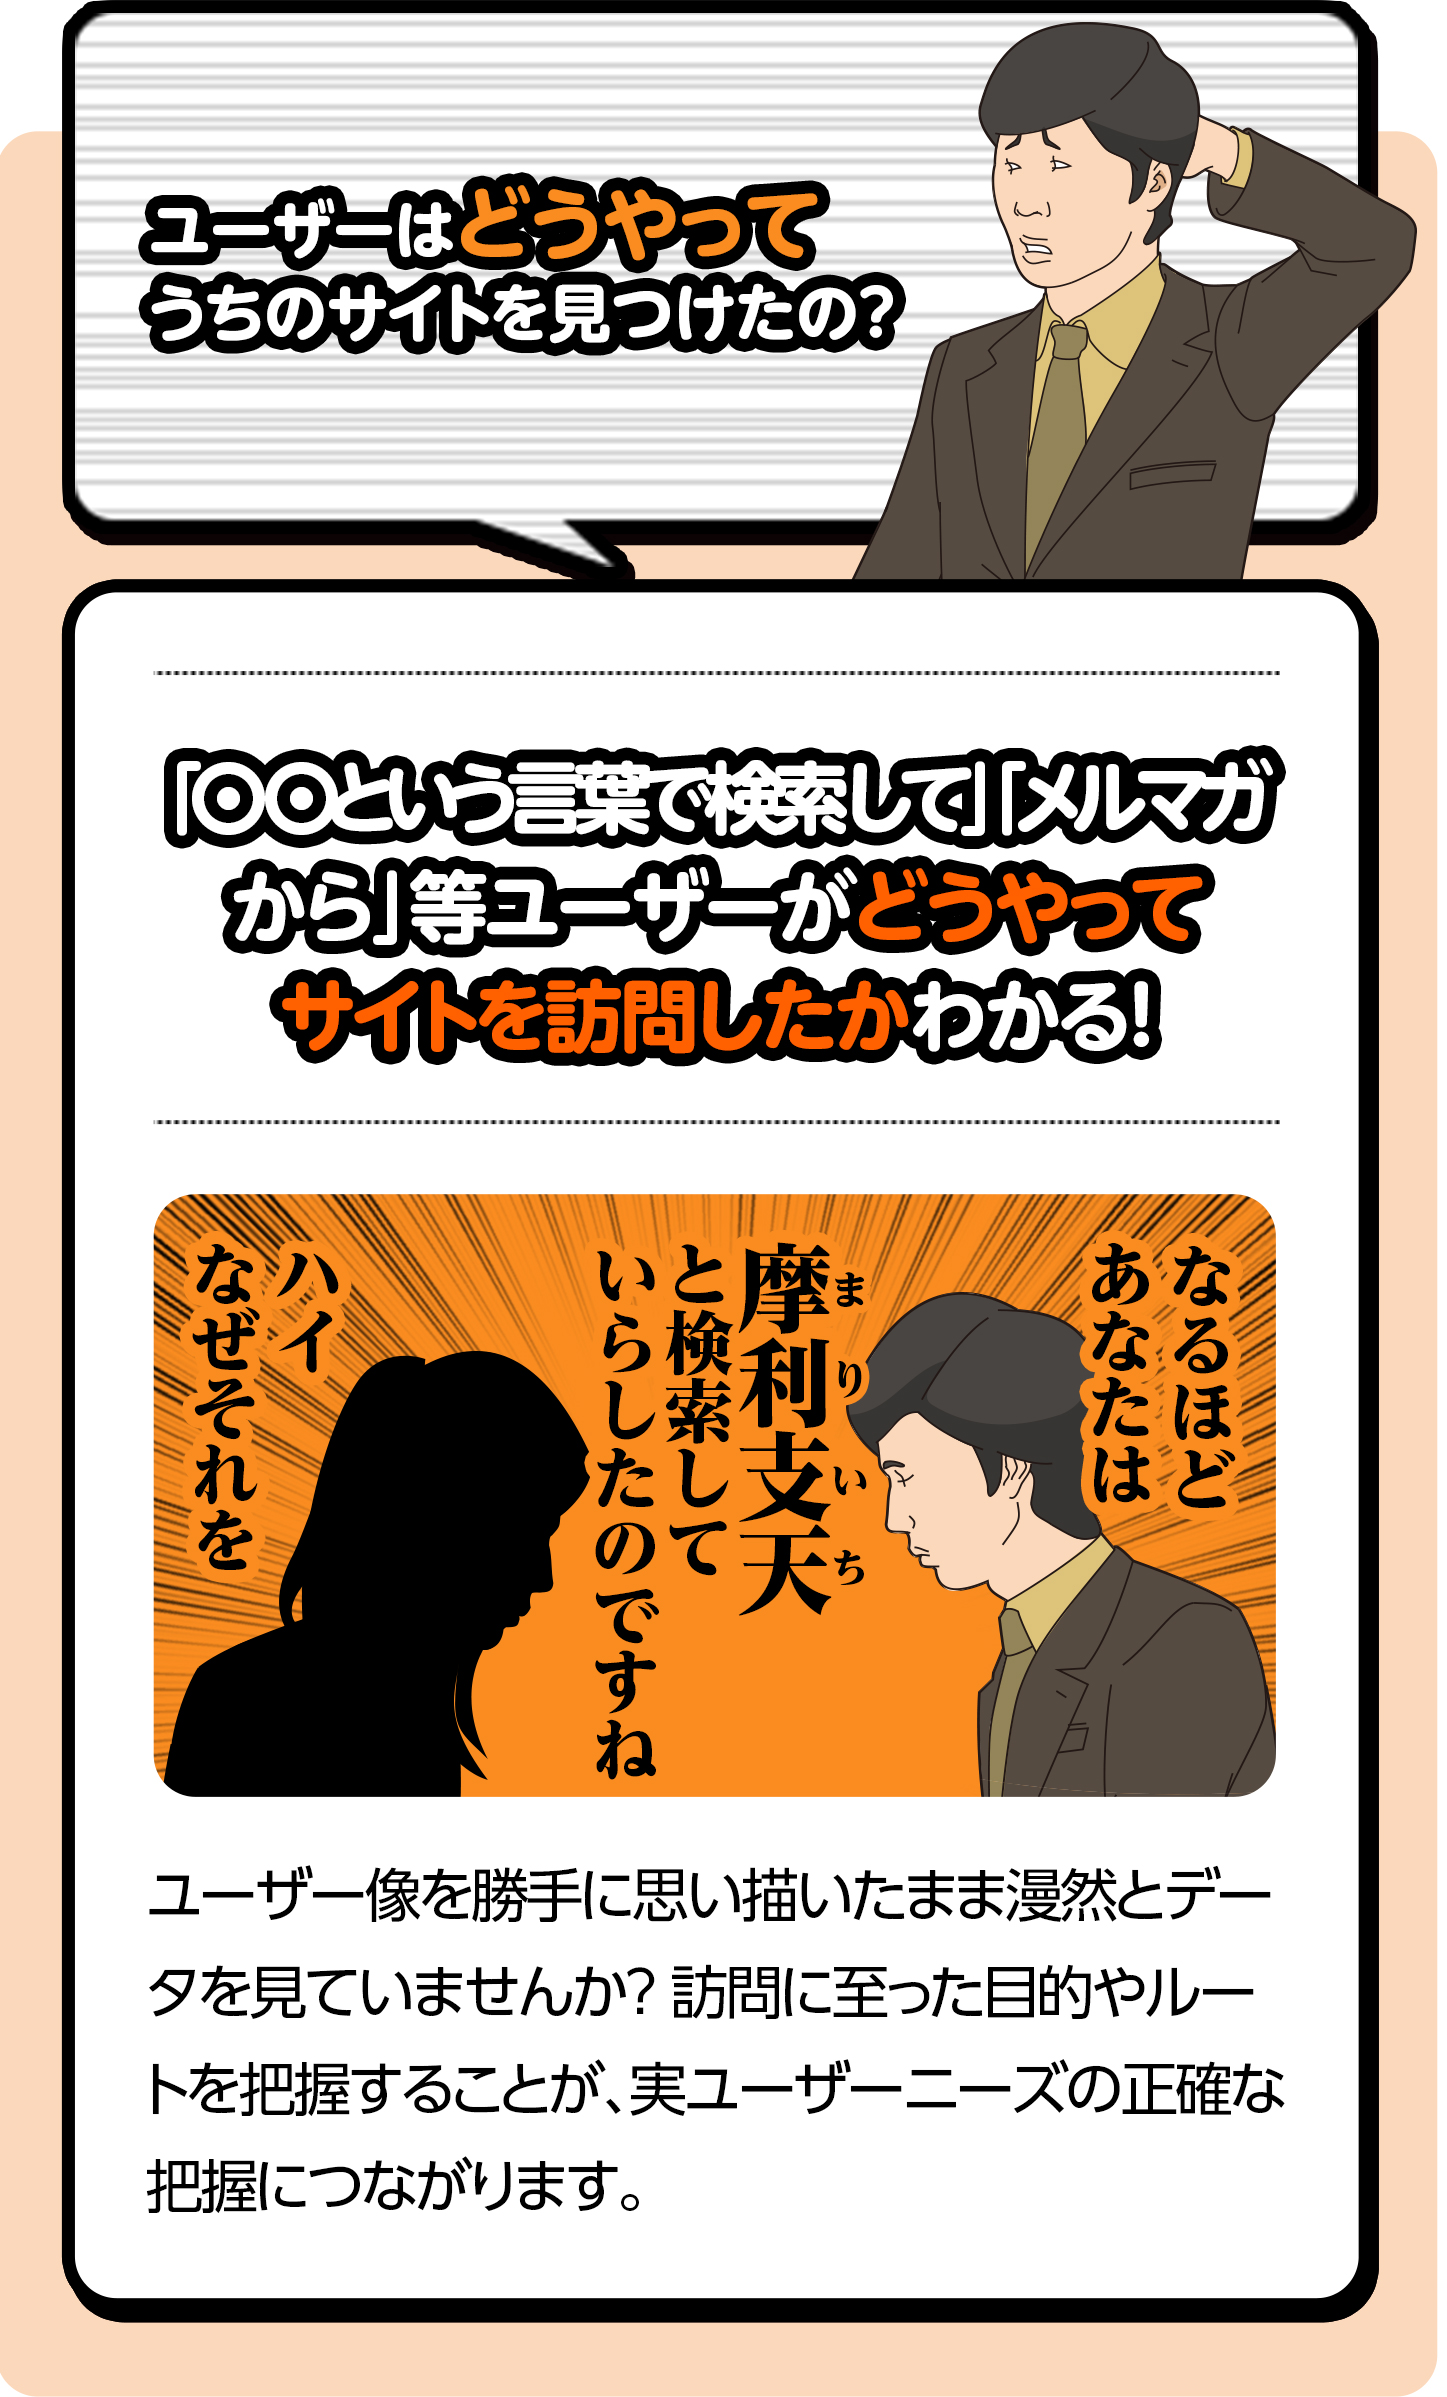 ユーザーはどうやって
うちのサイトを見つけたの?
「〇〇という言葉で検索して」「メルマガ
から」等ユーザーがどうやって
サイトを訪問したかわかる!
なるほど
あなたは
摩利支天
まりいち
と検索して
いらしたのですね
ハイ
なぜそれを
ユーザー像を勝手に思い描いたまま漫然とデー
タを見ていませんか? 訪問に至った目的やルー
トを把握することが、実ユーザーニーズの正確な
把握につながります。